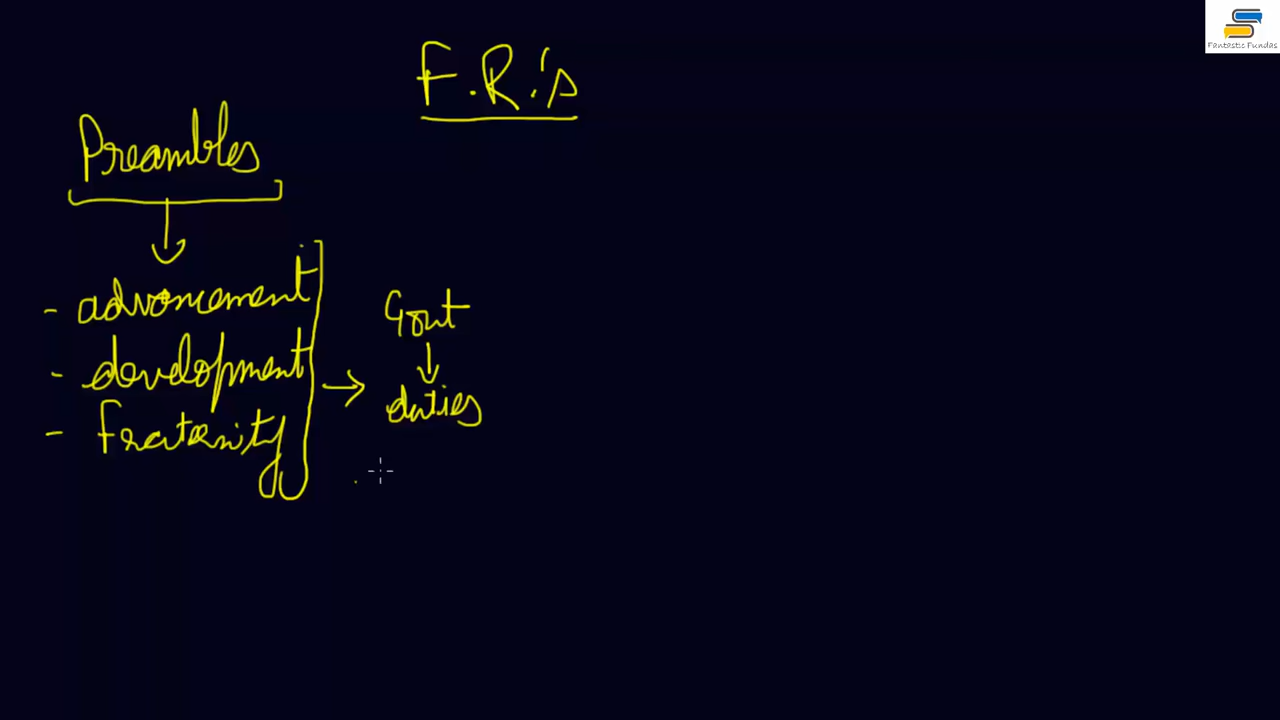 F.R.'s
Preambles
- advancement
- development
- fraternity
Govt
duties
Fantastic Fundas